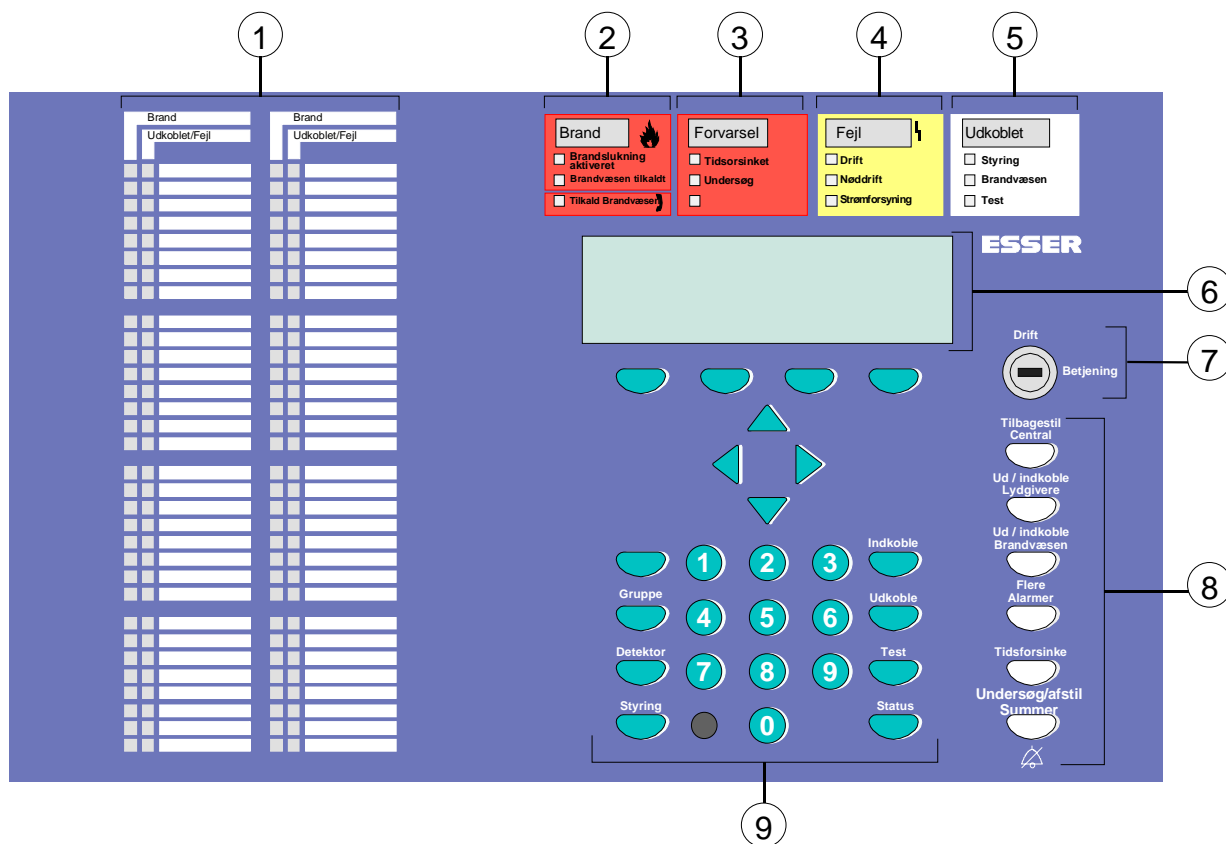 1
2
3
4
5
Brand
Udkoblet/Fejl
Brand
Udkoblet/Fejl
Brand
Brandslukning
aktiveret
Brandvæsen tilkaldt
Tilkald Brandvæsen
Forvarsel
Tidsorsinket
Undersøg
Fejl
Drift
Nøddrift
Strømforsyning
Udkoblet
Styring
Brandvæsen
Test
ESSER
6
Drift
Betjening
7
Tilbagestil
Central
Ud / indkoble
Lydgivere
Ud / indkoble
Brandvæsen
Flere
Alarmer
Tidsforsinke
Undersøg/afstil
Summer
8
1
2
3
Indkoble
Gruppe
4
5
6
Udkoble
Detektor
7
8
9
Test
Styring
0
Status
9